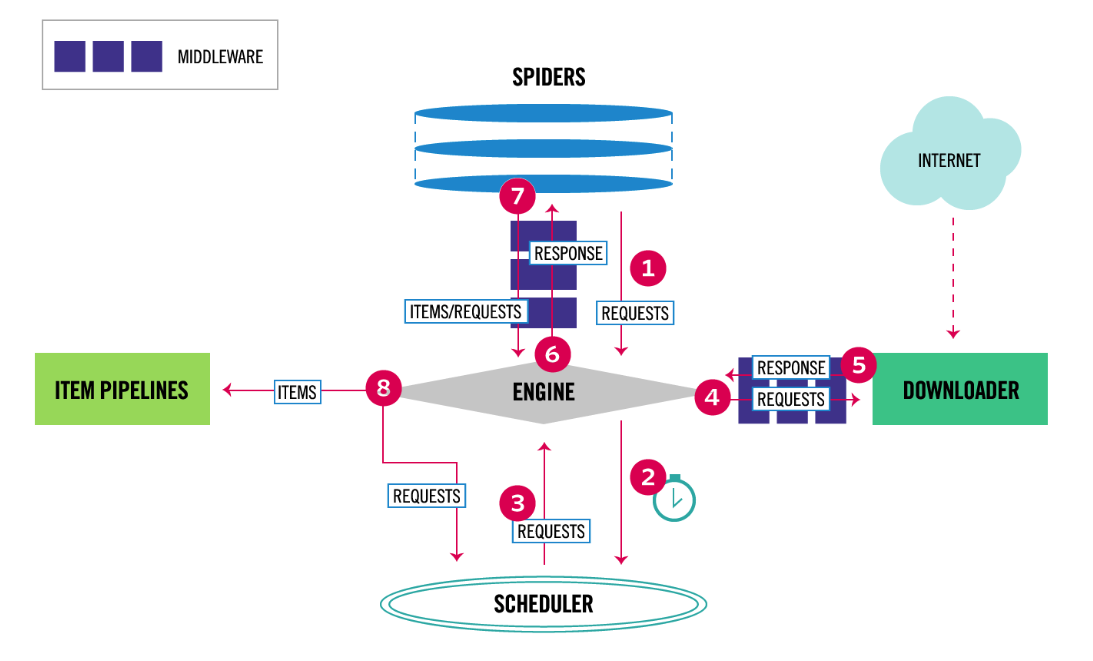 MIDDLEWARE
SPIDERS
INTERNET
7
RESPONSE
1
ITEMS/REQUESTS
REQUESTS
6
5
RESPONSE
ITEM PIPELINES
ITEMS
8
ENGINE
4
REQUESTS
DOWNLOADER
2
REQUESTS
3
REQUESTS
SCHEDULER